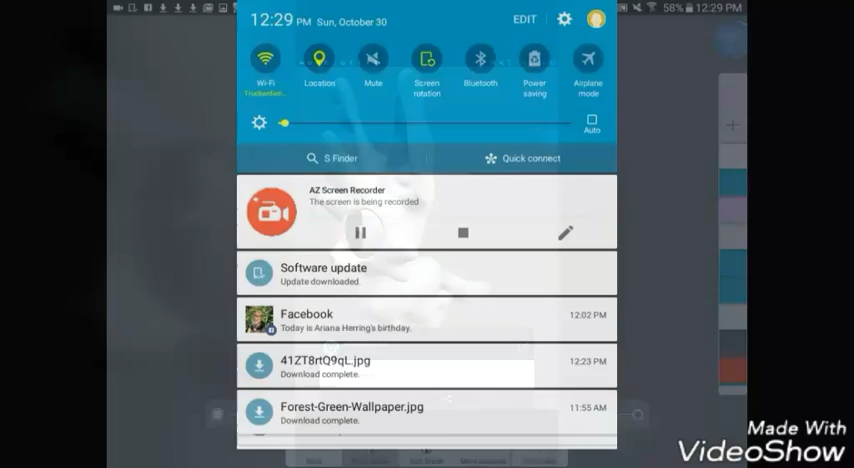 58% 12:29 PM
12:29 PM Sun, October 30 EDIT
Wi-Fi Location Mute Screen rotation Bluetooth Power saving Airplane mode
Auto
S Finder Quick connect
AZ Screen Recorder
The screen is being recorded
Software update
Update downloaded.
Facebook 12:02 PM
Today is Ariana Herring's birthday.
41ZT8rtQ9qL.jpg 12:23 PM
Download complete.
Forest-Green-Wallpaper.jpg 11:55 AM
Download complete.
Made With
VideoShow